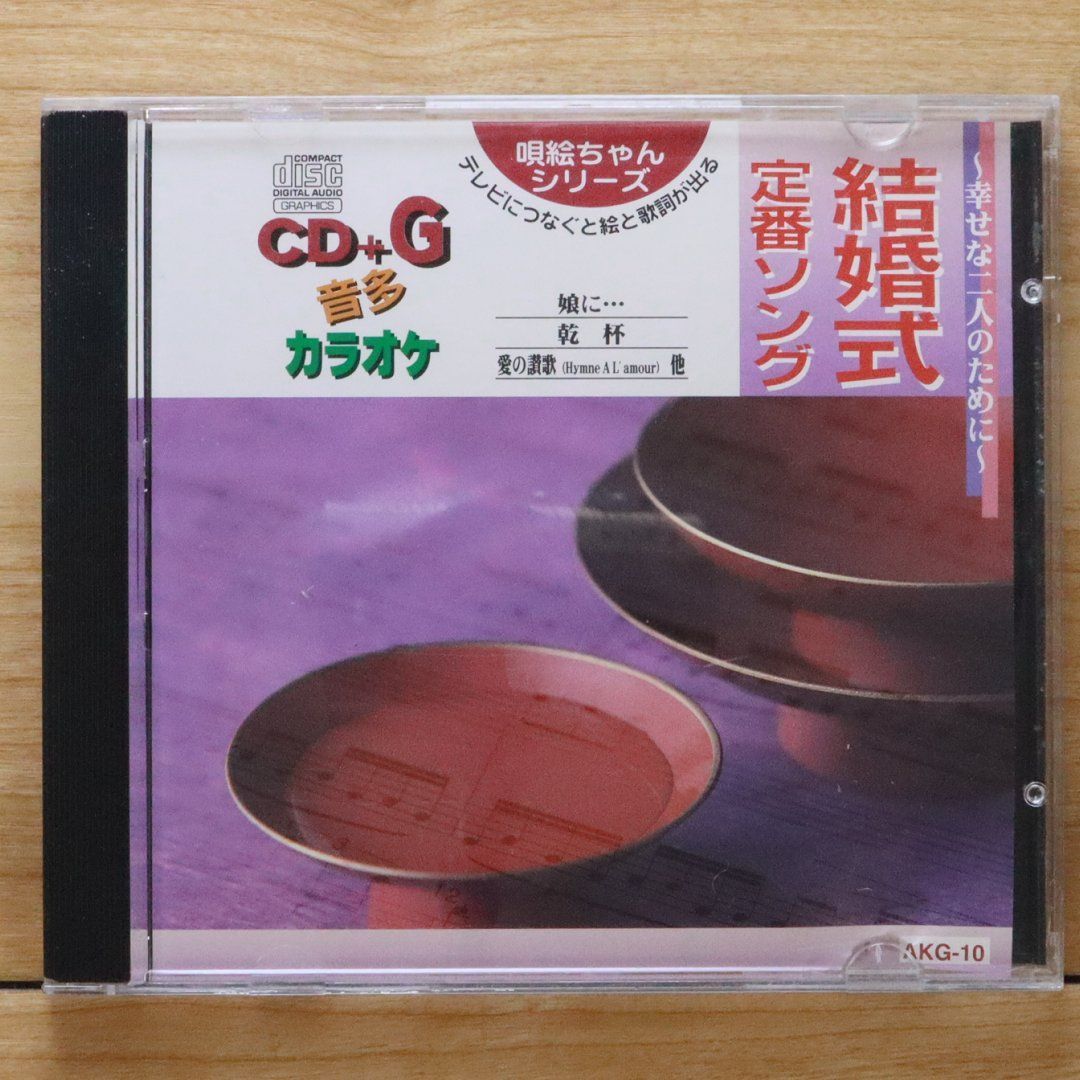 COMPACT
disc
DIGITAL AUDIO
GRAPHICS
CD+G
音多
カラオケ
唄絵ちゃん
シリーズ
テレビにつなぐと絵と歌詞が出る
娘に…
乾 杯
愛の讃歌 (Hymne A L'amour) 他
結婚式
定番ソング
〜幸せな二人のために〜
AKG-10